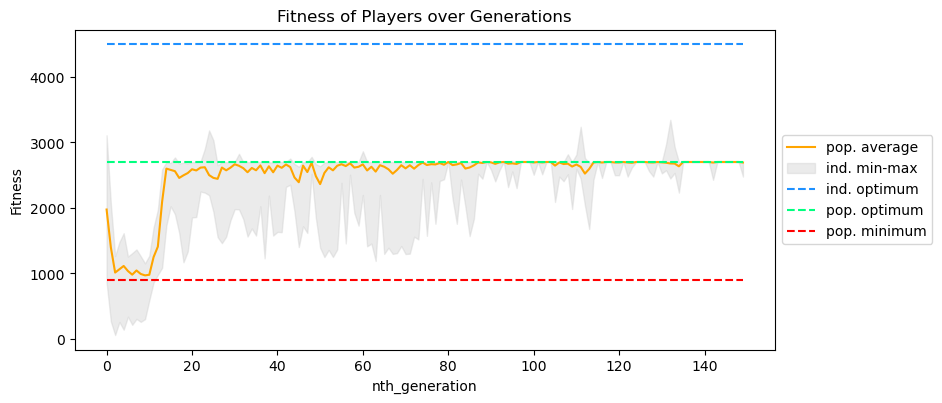 Fitness of Players over Generations
Fitness
4000
3000
2000
1000
0
0 20 40 60 80 100 120 140
nth_generation
pop. average
ind. min-max
ind. optimum
pop. optimum
pop. minimum